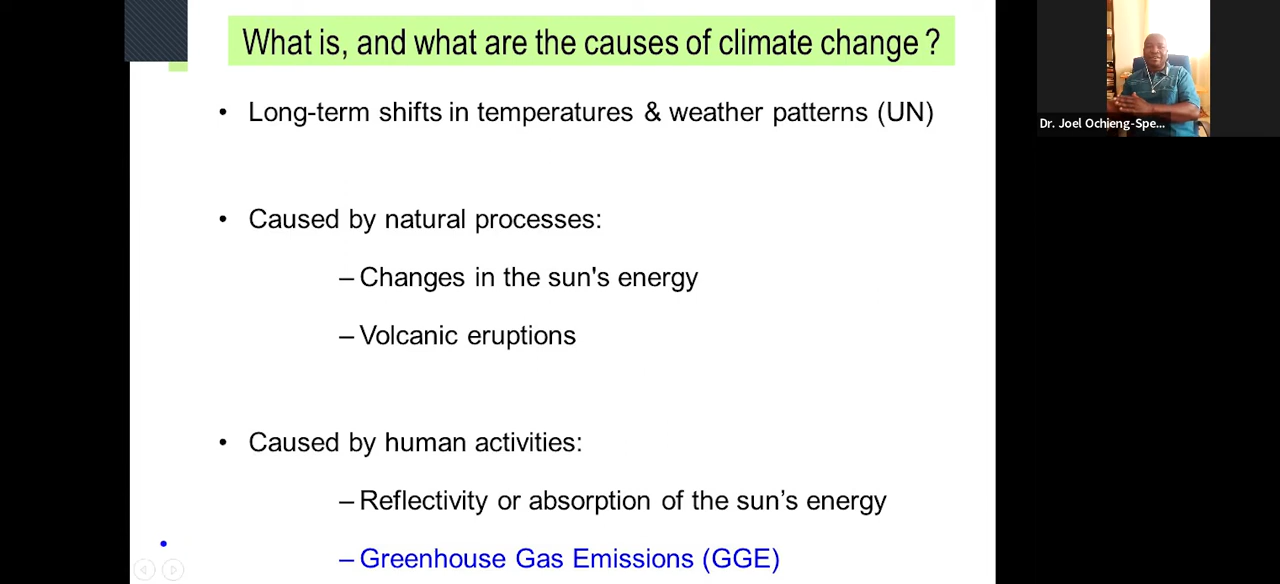 What is, and what are the causes of climate change ?
• Long-term shifts in temperatures & weather patterns (UN)
• Caused by natural processes:
– Changes in the sun's energy
– Volcanic eruptions
• Caused by human activities:
– Reflectivity or absorption of the sun’s energy
– Greenhouse Gas Emissions (GGE)
Dr. Joel Ochieng-Spe...